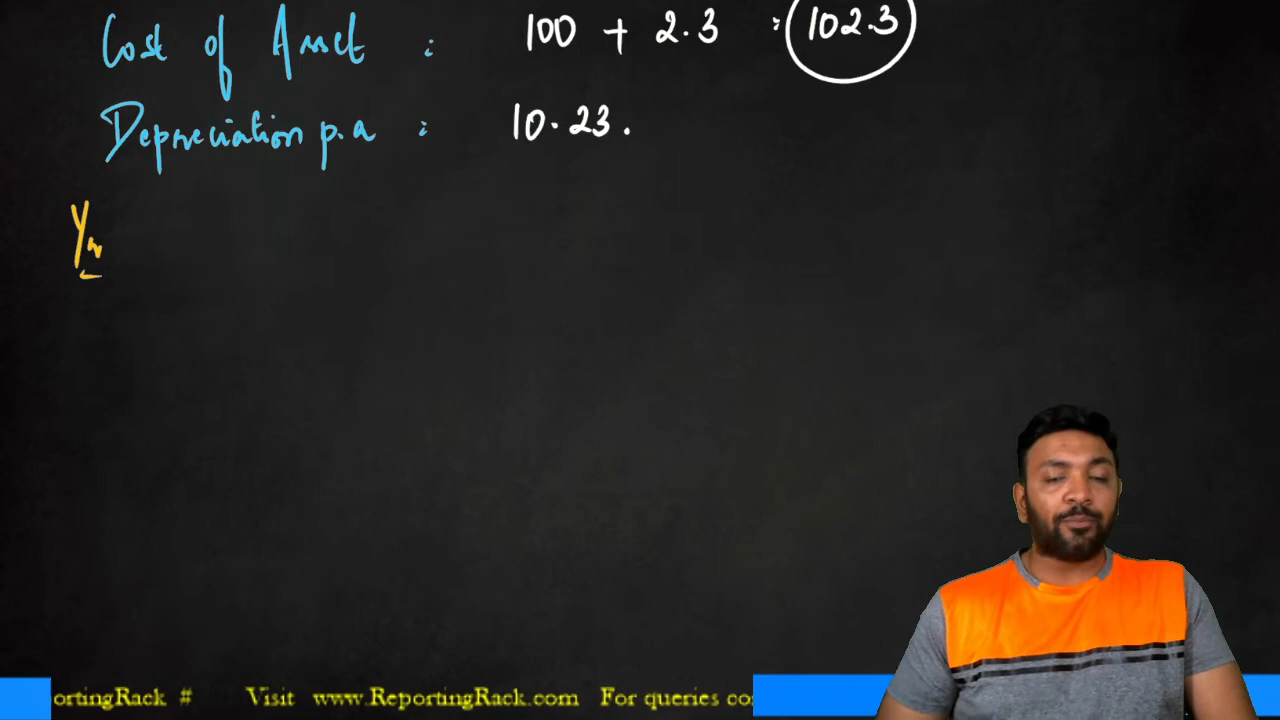 Cost of Asset : 100 + 2.3 : 102.3
Depreciation p.a : 10.23.
ortingRack # Visit www.ReportingRack.com For queries co